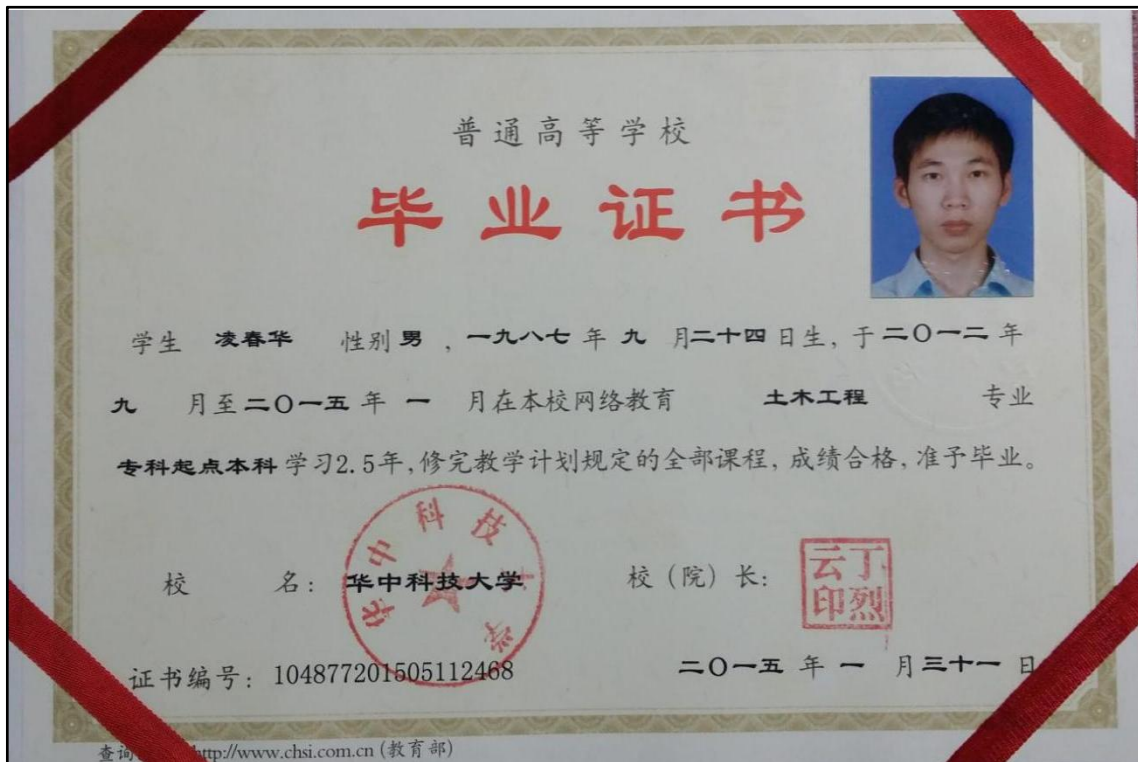 普通高等学校
毕业证书
学生 凌春华 性别 男 ，一九八七 年 九 月二十四日生，于二〇一二年
九 月至二〇一五年 一 月在本校网络教育 土木工程 专业
专科起点本科 学习2.5年，修完教学计划规定的全部课程，成绩合格，准予毕业。
华中科技大学
云丁印烈
校 名： 华中科技大学 校（院）长：
证书编号：104877201505112468 二〇一五 年 一 月三十一日
查询 http://www.chsi.com.cn (教育部)